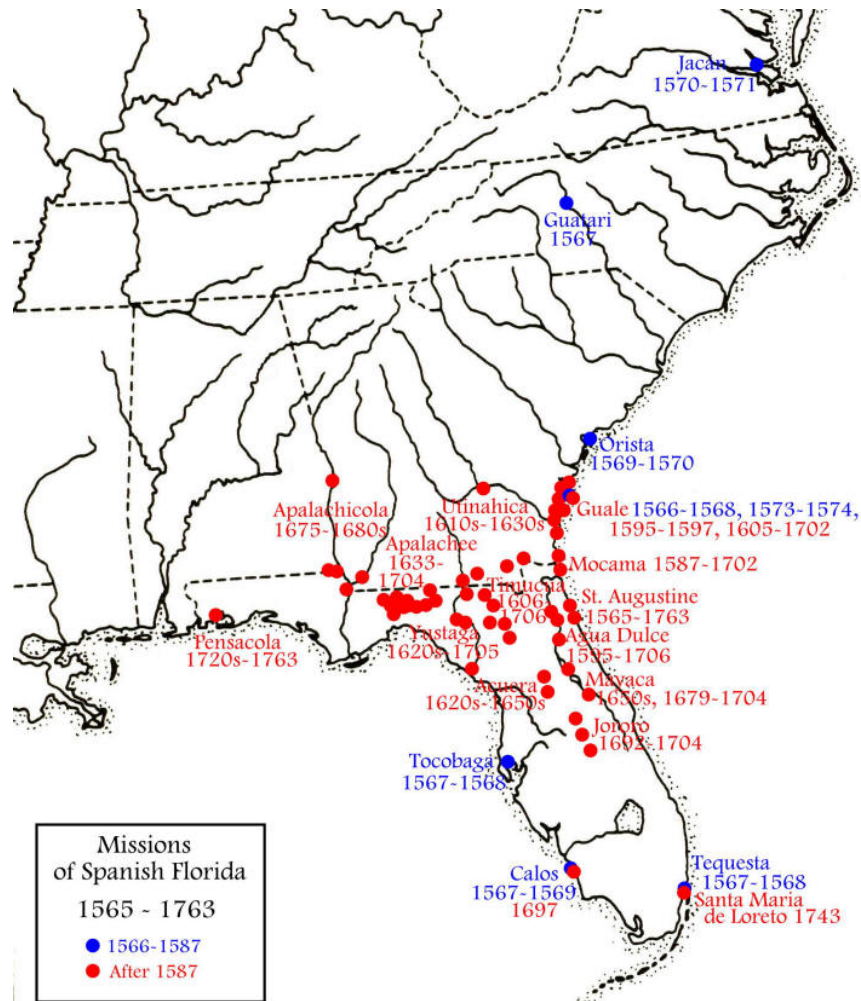 Jacán
1570-1571
Guatari
1567
Orista
1569-1570
Guale 1566-1568, 1573-1574,
1595-1597, 1605-1702
Apalachicola
1675-1680s
Utinahica
1610s-1630s
Apalachee
1633-
1704
Mocama 1587-1702
Timucua
1606-
1706
St. Augustine
1565-1763
Pensacola
1720s-1763
Yustaga
1620s-1705
Agua Dulce
1595-1706
Acuera
1620s-1650s
Mayaca
1650s, 1679-1704
Jororo
1692-1704
Tocobaga
1567-1568
Calos
1567-1569
1697
Tequesta
1567-1568
Santa Maria
de Loreto 1743
Missions
of Spanish Florida
1565 - 1763
1566-1587
After 1587